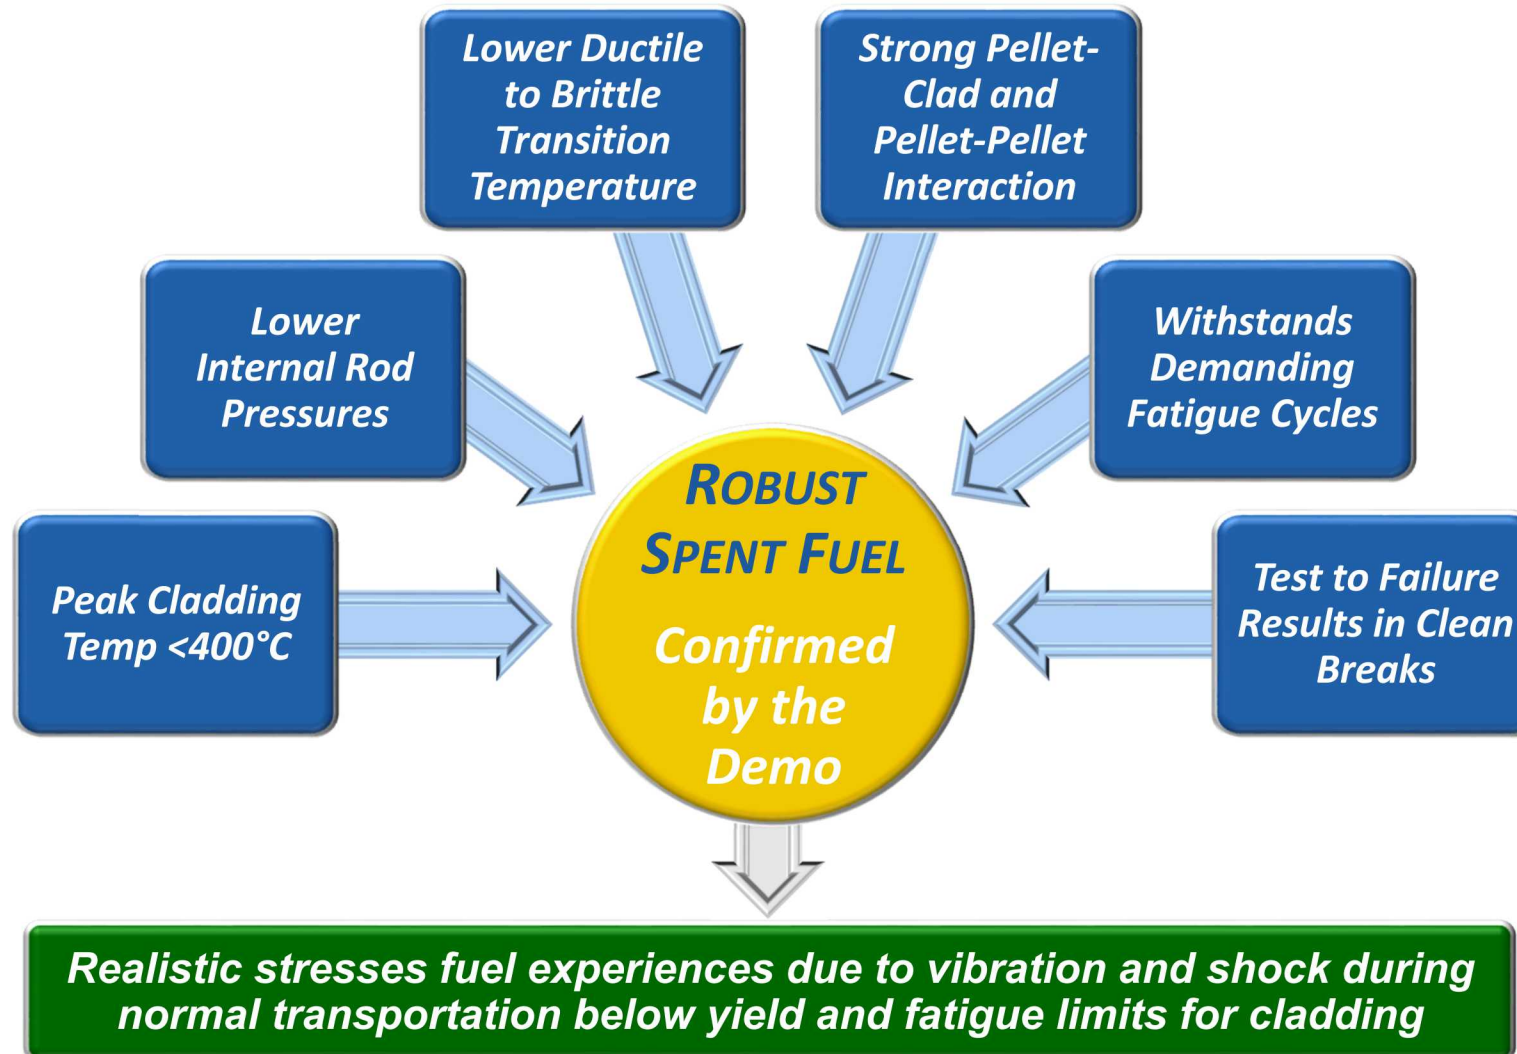 Lower Ductile
to Brittle
Transition
Temperature
Strong Pellet-
Clad and
Pellet-Pellet
Interaction
Lower
Internal Rod
Pressures
Withstands
Demanding
Fatigue Cycles
Peak Cladding
Temp <400°C
ROBUST
SPENT FUEL
Confirmed
by the
Demo
Test to Failure
Results in Clean
Breaks
Realistic stresses fuel experiences due to vibration and shock during
normal transportation below yield and fatigue limits for cladding